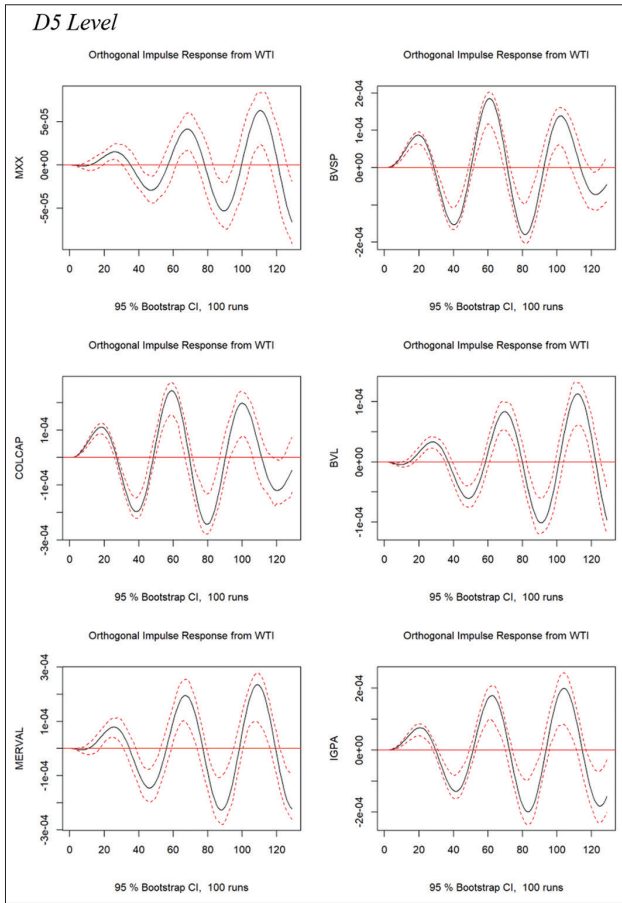 D5 Level
Orthogonal Impulse Response from WTI
MXX
5e-05
0e+00
-5e-05
0 20 40 60 80 100 120
95 % Bootstrap CI, 100 runs
Orthogonal Impulse Response from WTI
BVSP
2e-04
1e-04
0e+00
-2e-04
0 20 40 60 80 100 120
95 % Bootstrap CI, 100 runs
Orthogonal Impulse Response from WTI
COLCAP
1e-04
-1e-04
-3e-04
0 20 40 60 80 100 120
95 % Bootstrap CI, 100 runs
Orthogonal Impulse Response from WTI
BVL
1e-04
0e+00
-1e-04
0 20 40 60 80 100 120
95 % Bootstrap CI, 100 runs
Orthogonal Impulse Response from WTI
MERVAL
3e-04
1e-04
-1e-04
-3e-04
0 20 40 60 80 100 120
95 % Bootstrap CI, 100 runs
Orthogonal Impulse Response from WTI
IGPA
2e-04
0e+00
-2e-04
0 20 40 60 80 100 120
95 % Bootstrap CI, 100 runs